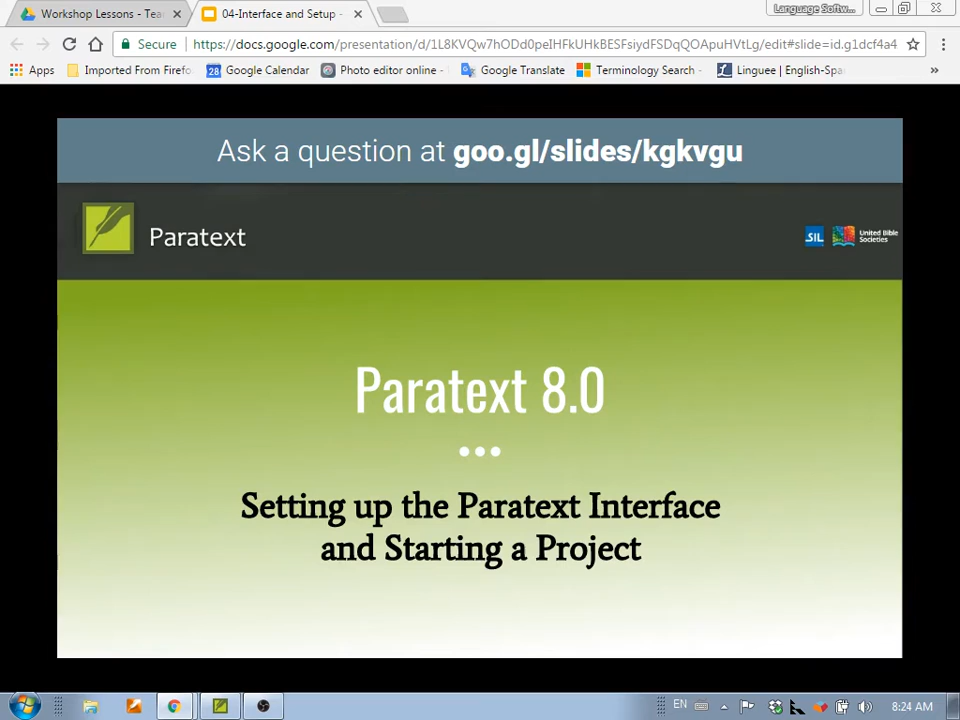 Workshop Lessons - Tea
04-Interface and Setup -
Language Softw...
Secure
https://docs.google.com/presentation/d/1L8KVQw7hODd0peIHFkUHkBESFsiydFSDqQOApuHVtLg/edit#slide=id.g1dcf4a4
Apps
Imported From Firefo
28
Google Calendar
Photo editor online -
Google Translate
Terminology Search -
Linguee | English-Spa
»
Ask a question at goo.gl/slides/kgkvgu
Paratext
SIL
United Bible
Societies
Paratext 8.0
Setting up the Paratext Interface
and Starting a Project
EN
8:24 AM